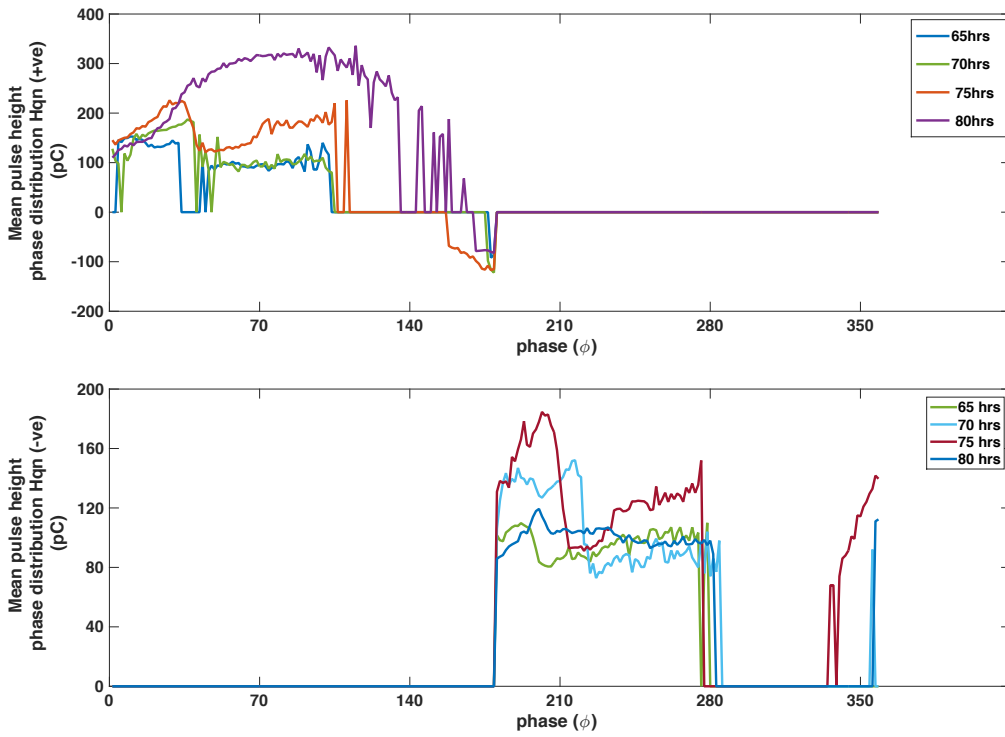 Mean pulse height
phase distribution Hqn (+ve)
(pC)
400
300
200
100
0
-100
-200
0
70
140
210
280
350
phase (ϕ)
65hrs
70hrs
75hrs
80hrs
Mean pulse height
phase distribution Hqn (-ve)
(pC)
200
160
120
80
40
0
0
70
140
210
280
350
phase (ϕ)
65 hrs
70 hrs
75 hrs
80 hrs